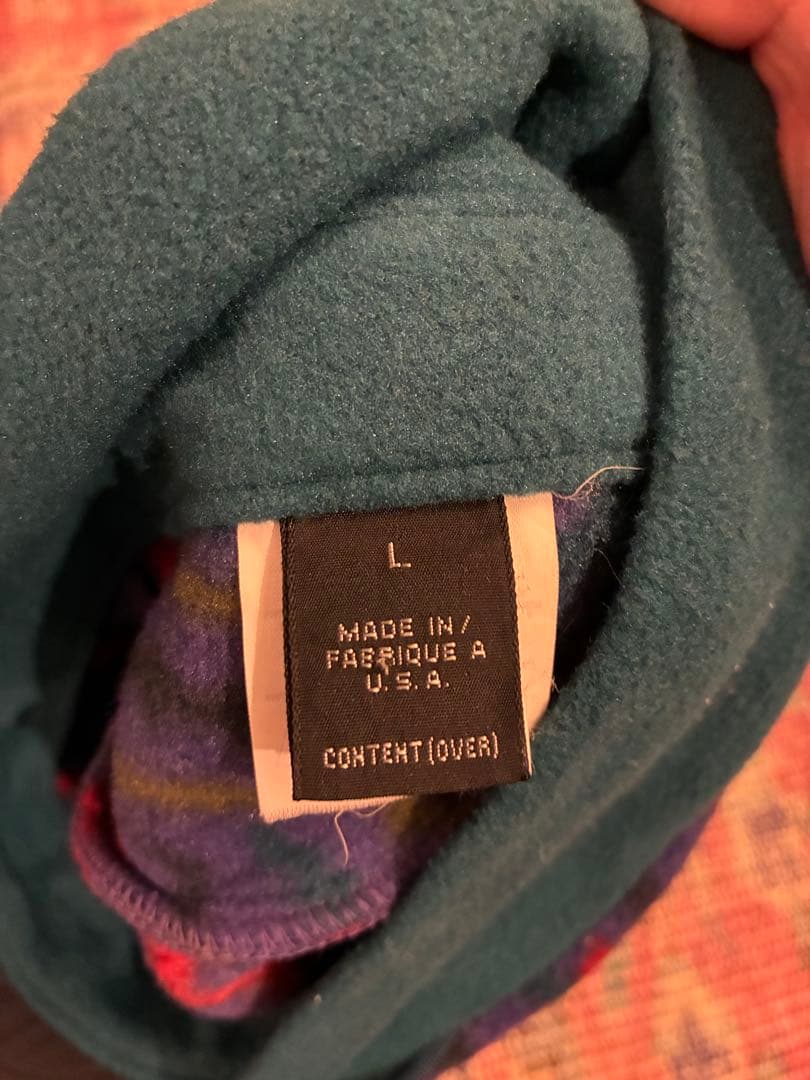 L
MADE IN/
FABRIQUE A
U.S.A.
CONTENT (OVER)